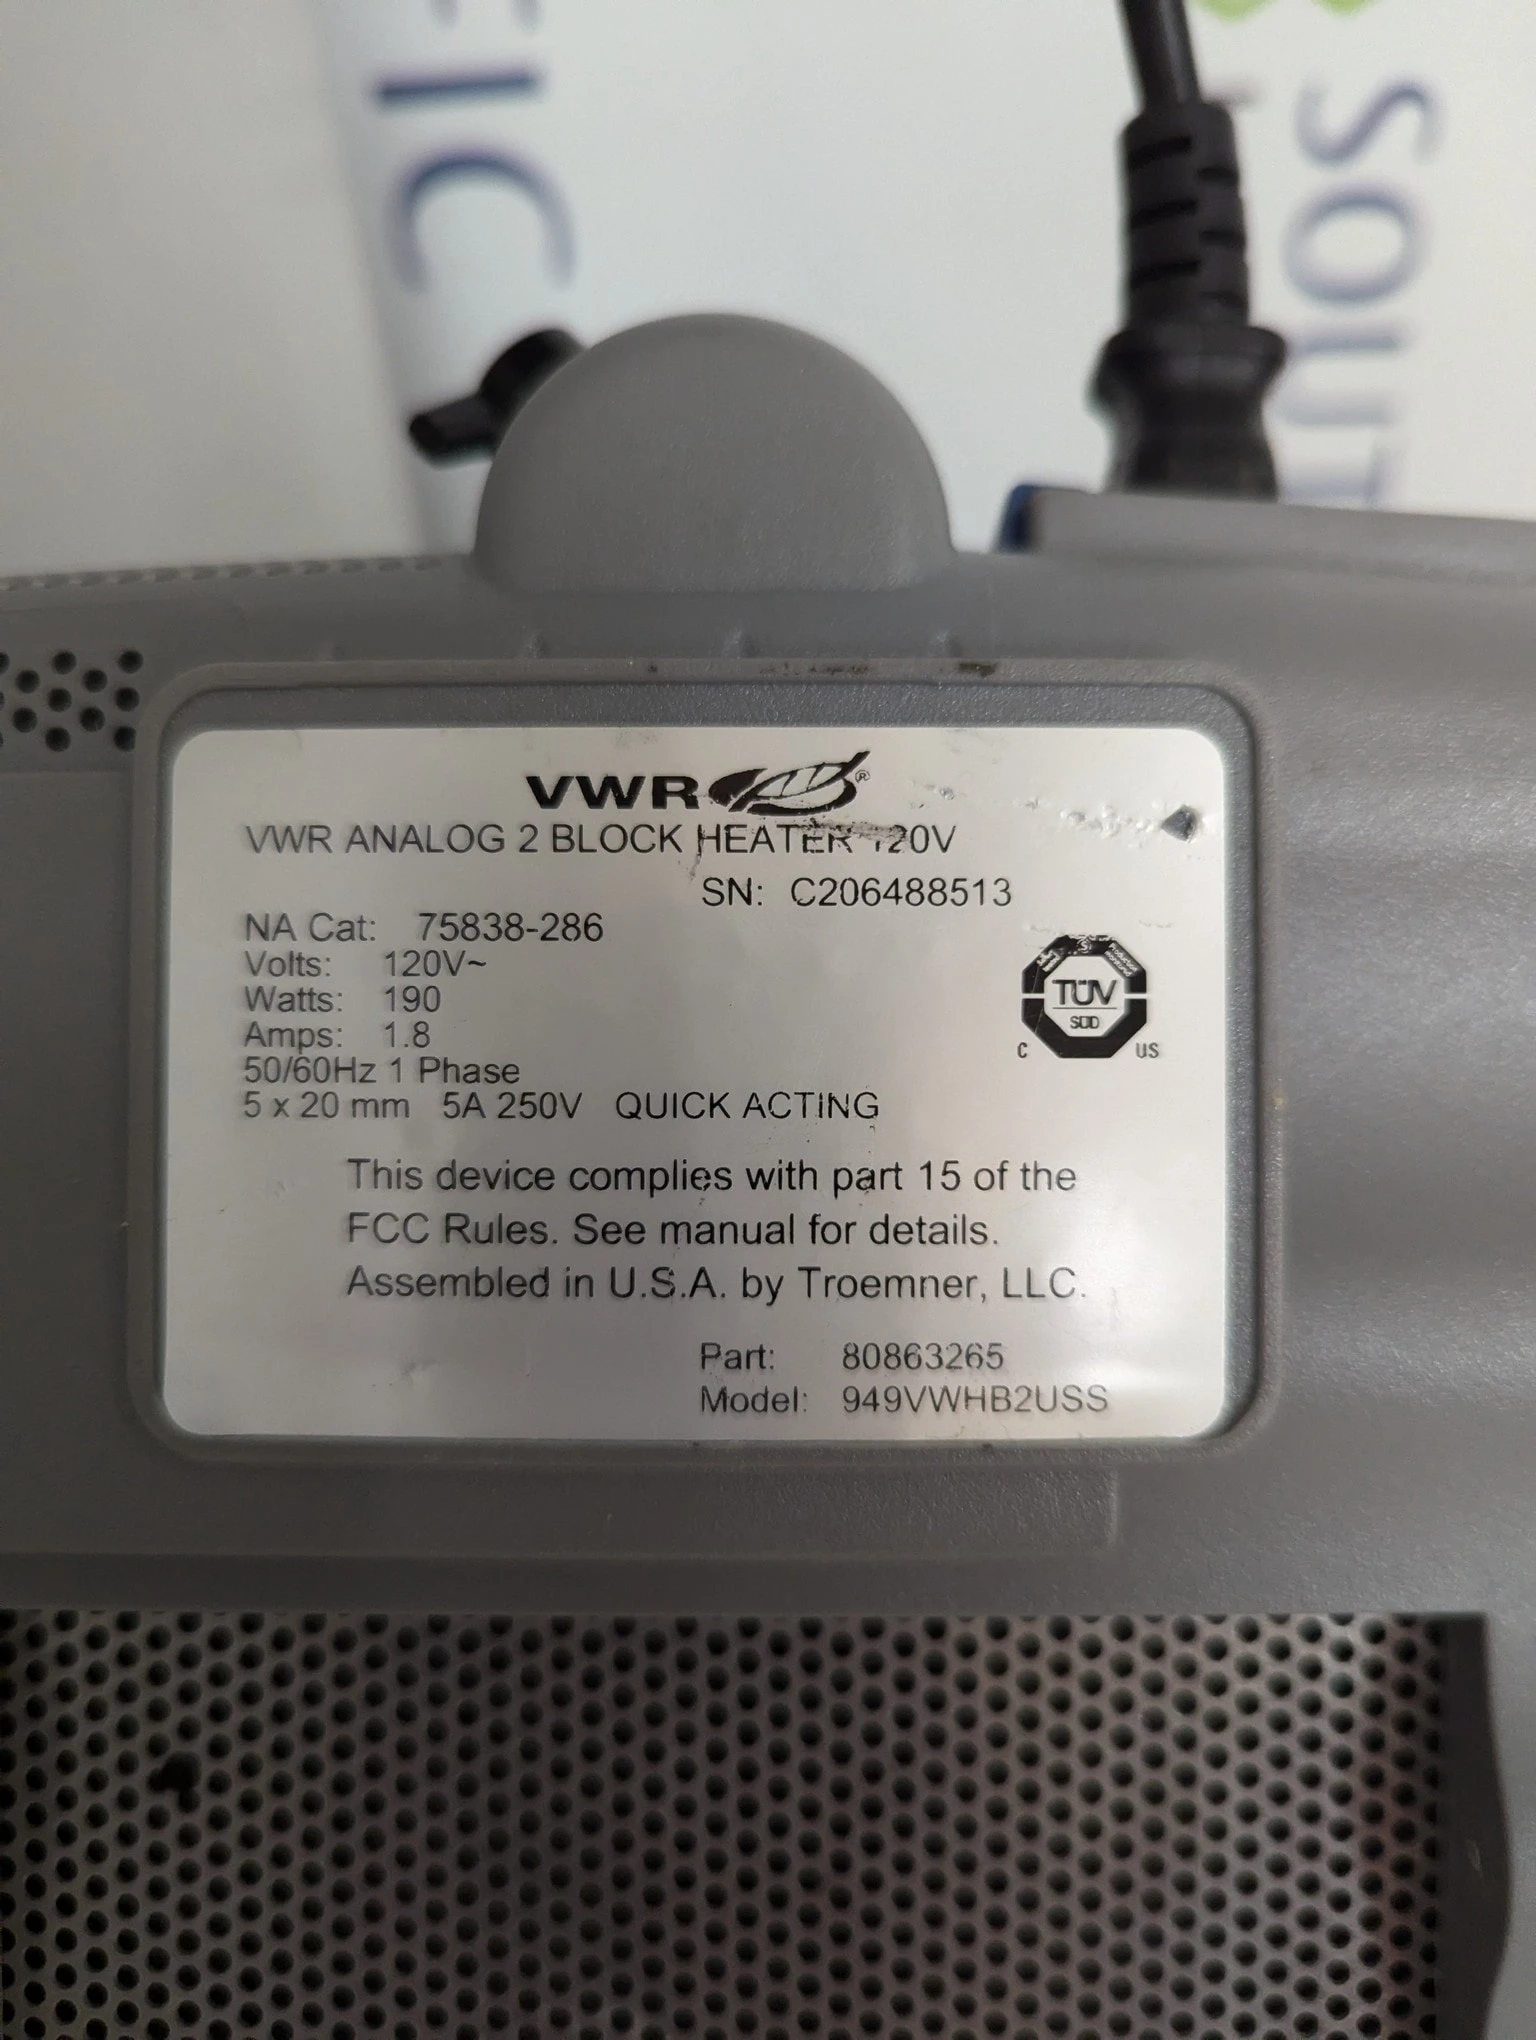 EIC
SOUT
VWR®
VWR ANALOG 2 BLOCK HEATER 120V
SN: C206488513
NA Cat: 75838-286
Volts: 120V~
Watts: 190
Amps: 1.8
50/60Hz 1 Phase
5 x 20 mm 5A 250V QUICK ACTING
TÜV
SÜD
C US
This device complies with part 15 of the
FCC Rules. See manual for details.
Assembled in U.S.A. by Troemner, LLC.
Part: 80863265
Model: 949VWHB2USS